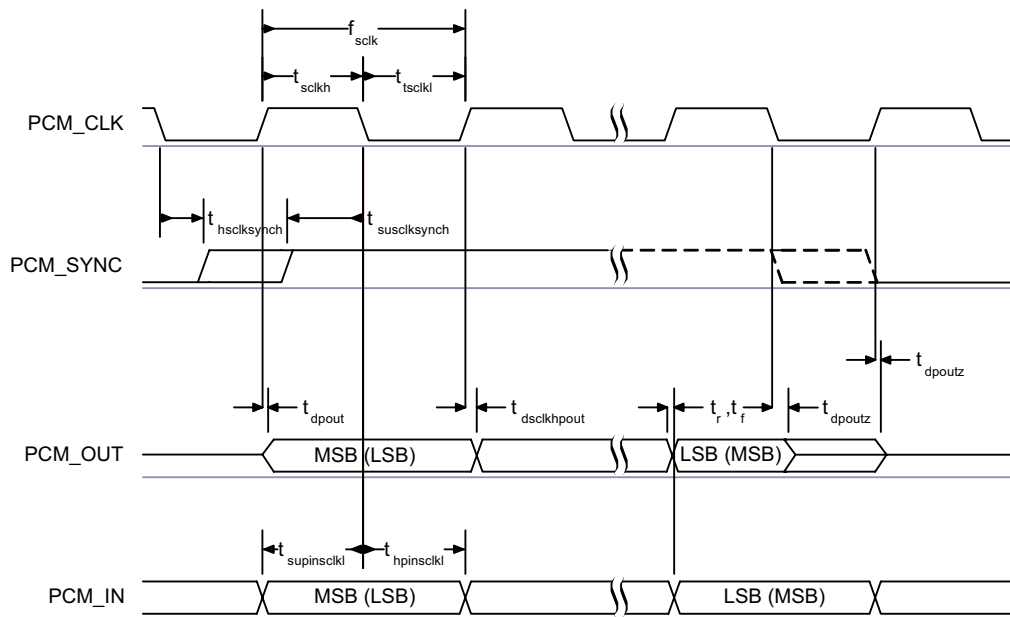 f sclk
t sclkh
t tsclkl
PCM_CLK
t hsclksynch
t susclksynch
PCM_SYNC
t dpoutz
t dpout
t dsclkhpout
t r ,t f
t dpoutz
PCM_OUT
MSB (LSB)
LSB (MSB)
t supinsclkl
t hpinsclkl
PCM_IN
MSB (LSB)
LSB (MSB)